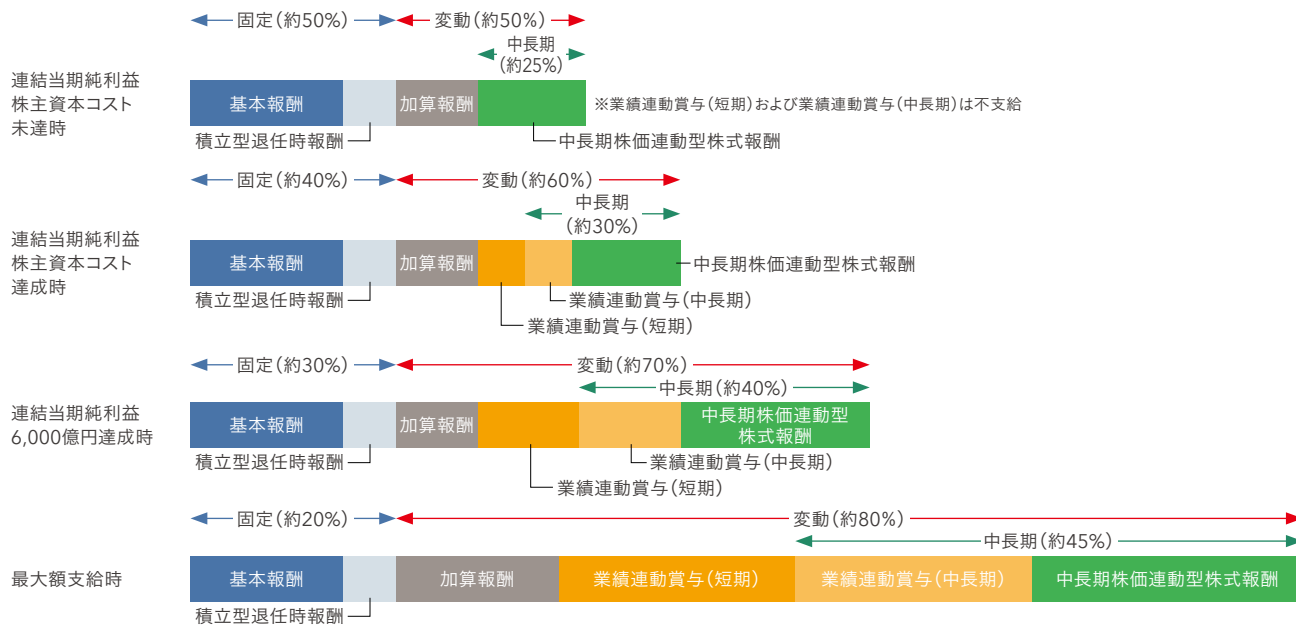 固定(約50%)
変動(約50%)
中長期
(約25%)
連結当期純利益
株主資本コスト
未達時
基本報酬
加算報酬
※業績連動賞与(短期)および業績連動賞与(中長期)は不支給
積立型退任時報酬
中長期株価連動型株式報酬
固定(約40%)
変動(約60%)
中長期
(約30%)
連結当期純利益
株主資本コスト
達成時
基本報酬
加算報酬
中長期株価連動型株式報酬
積立型退任時報酬
業績連動賞与(中長期)
業績連動賞与(短期)
固定(約30%)
変動(約70%)
中長期(約40%)
連結当期純利益
6,000億円達成時
基本報酬
加算報酬
中長期株価連動型
株式報酬
積立型退任時報酬
業績連動賞与(中長期)
業績連動賞与(短期)
固定(約20%)
変動(約80%)
中長期(約45%)
最大額支給時
基本報酬
加算報酬
業績連動賞与(短期)
業績連動賞与(中長期)
中長期株価連動型株式報酬
積立型退任時報酬